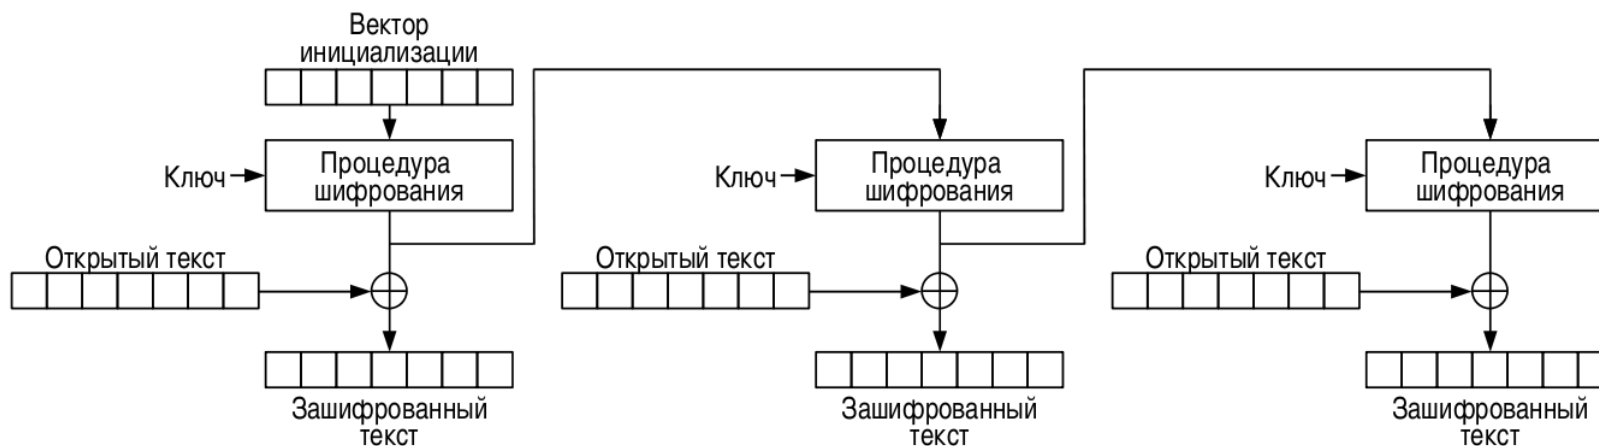 Вектор
инициализации
Ключ
Процедура
шифрования
Ключ
Процедура
шифрования
Ключ
Процедура
шифрования
Открытый текст
Открытый текст
Открытый текст
Зашифрованный
текст
Зашифрованный
текст
Зашифрованный
текст